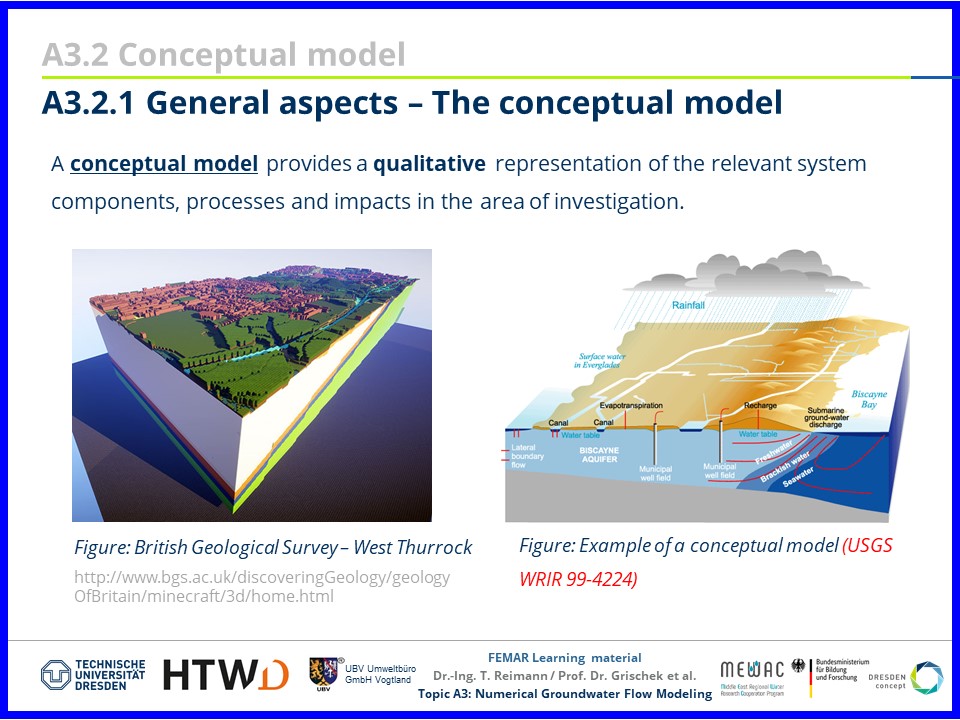 A3.2 Conceptual model
A3.2.1 General aspects – The conceptual model
A conceptual model provides a qualitative representation of the relevant system
components, processes and impacts in the area of investigation.
Rainfall
Surface water
in Everglades
Biscayne
Bay
Evapotranspiration
Recharge
Submarine
ground-water
discharge
Canal
Canal
Water table
Water table
Lateral
boundary
flow
BISCAYNE
AQUIFER
Municipal
well field
Municipal
well field
Freshwater
Brackish water
Seawater
Figure: British Geological Survey – West Thurrock
http://www.bgs.ac.uk/discoveringGeology/geology
OfBritain/minecraft/3d/home.html
Figure: Example of a conceptual model (USGS
WRIR 99-4224)
TECHNISCHE
UNIVERSITÄT
DRESDEN
HTWD
UBV
®
UBV Umweltbüro
GmbH Vogtland
FEMAR Learning material
Dr.-Ing. T. Reimann / Prof. Dr. Grischek et al.
Topic A3: Numerical Groundwater Flow Modeling
MEWAC
Middle East Regional Water
Research Cooperation Program
Bundesministerium
für Bildung
und Forschung
DRESDEN
concept